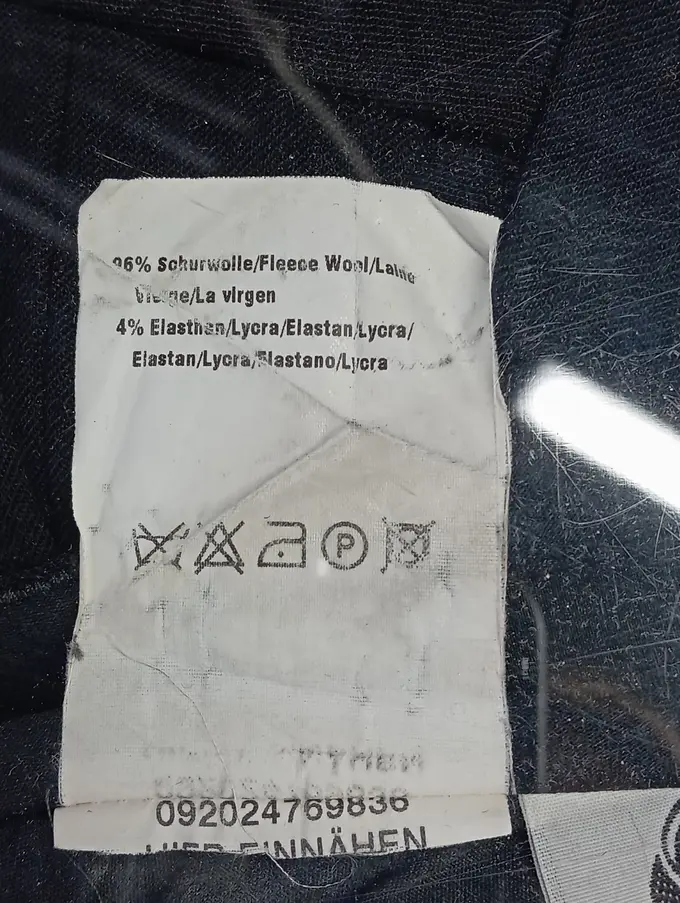 96% Schurwolle/Fleece Wool/Laine
Vierge/La virgen
4% Elasthan/Lycra/Elastan/Lycra/
Elastan/Lycra/Elastano/Lycra
P
092024769836
HIER EINNÄHEN